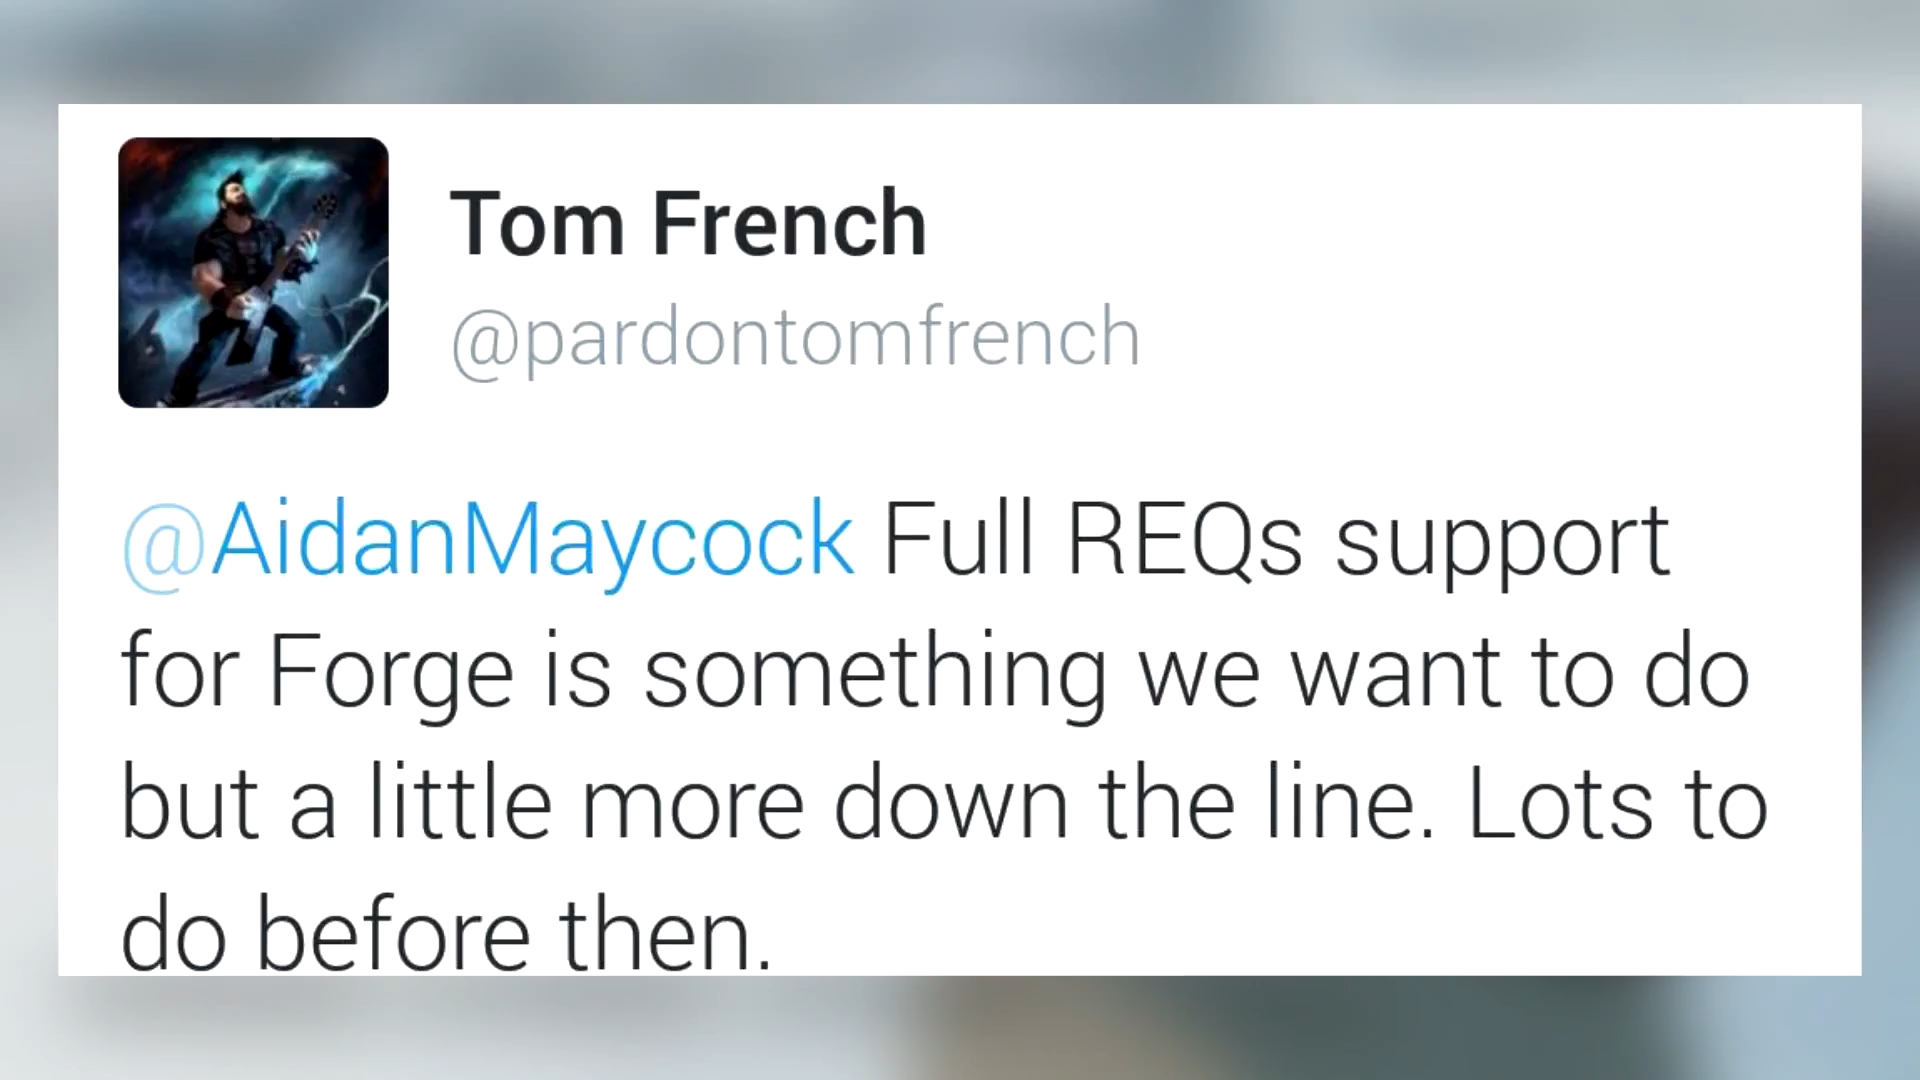 Tom French
@pardontomfrench
@AidanMaycock Full REQs support
for Forge is something we want to do
but a little more down the line. Lots to
do before then.